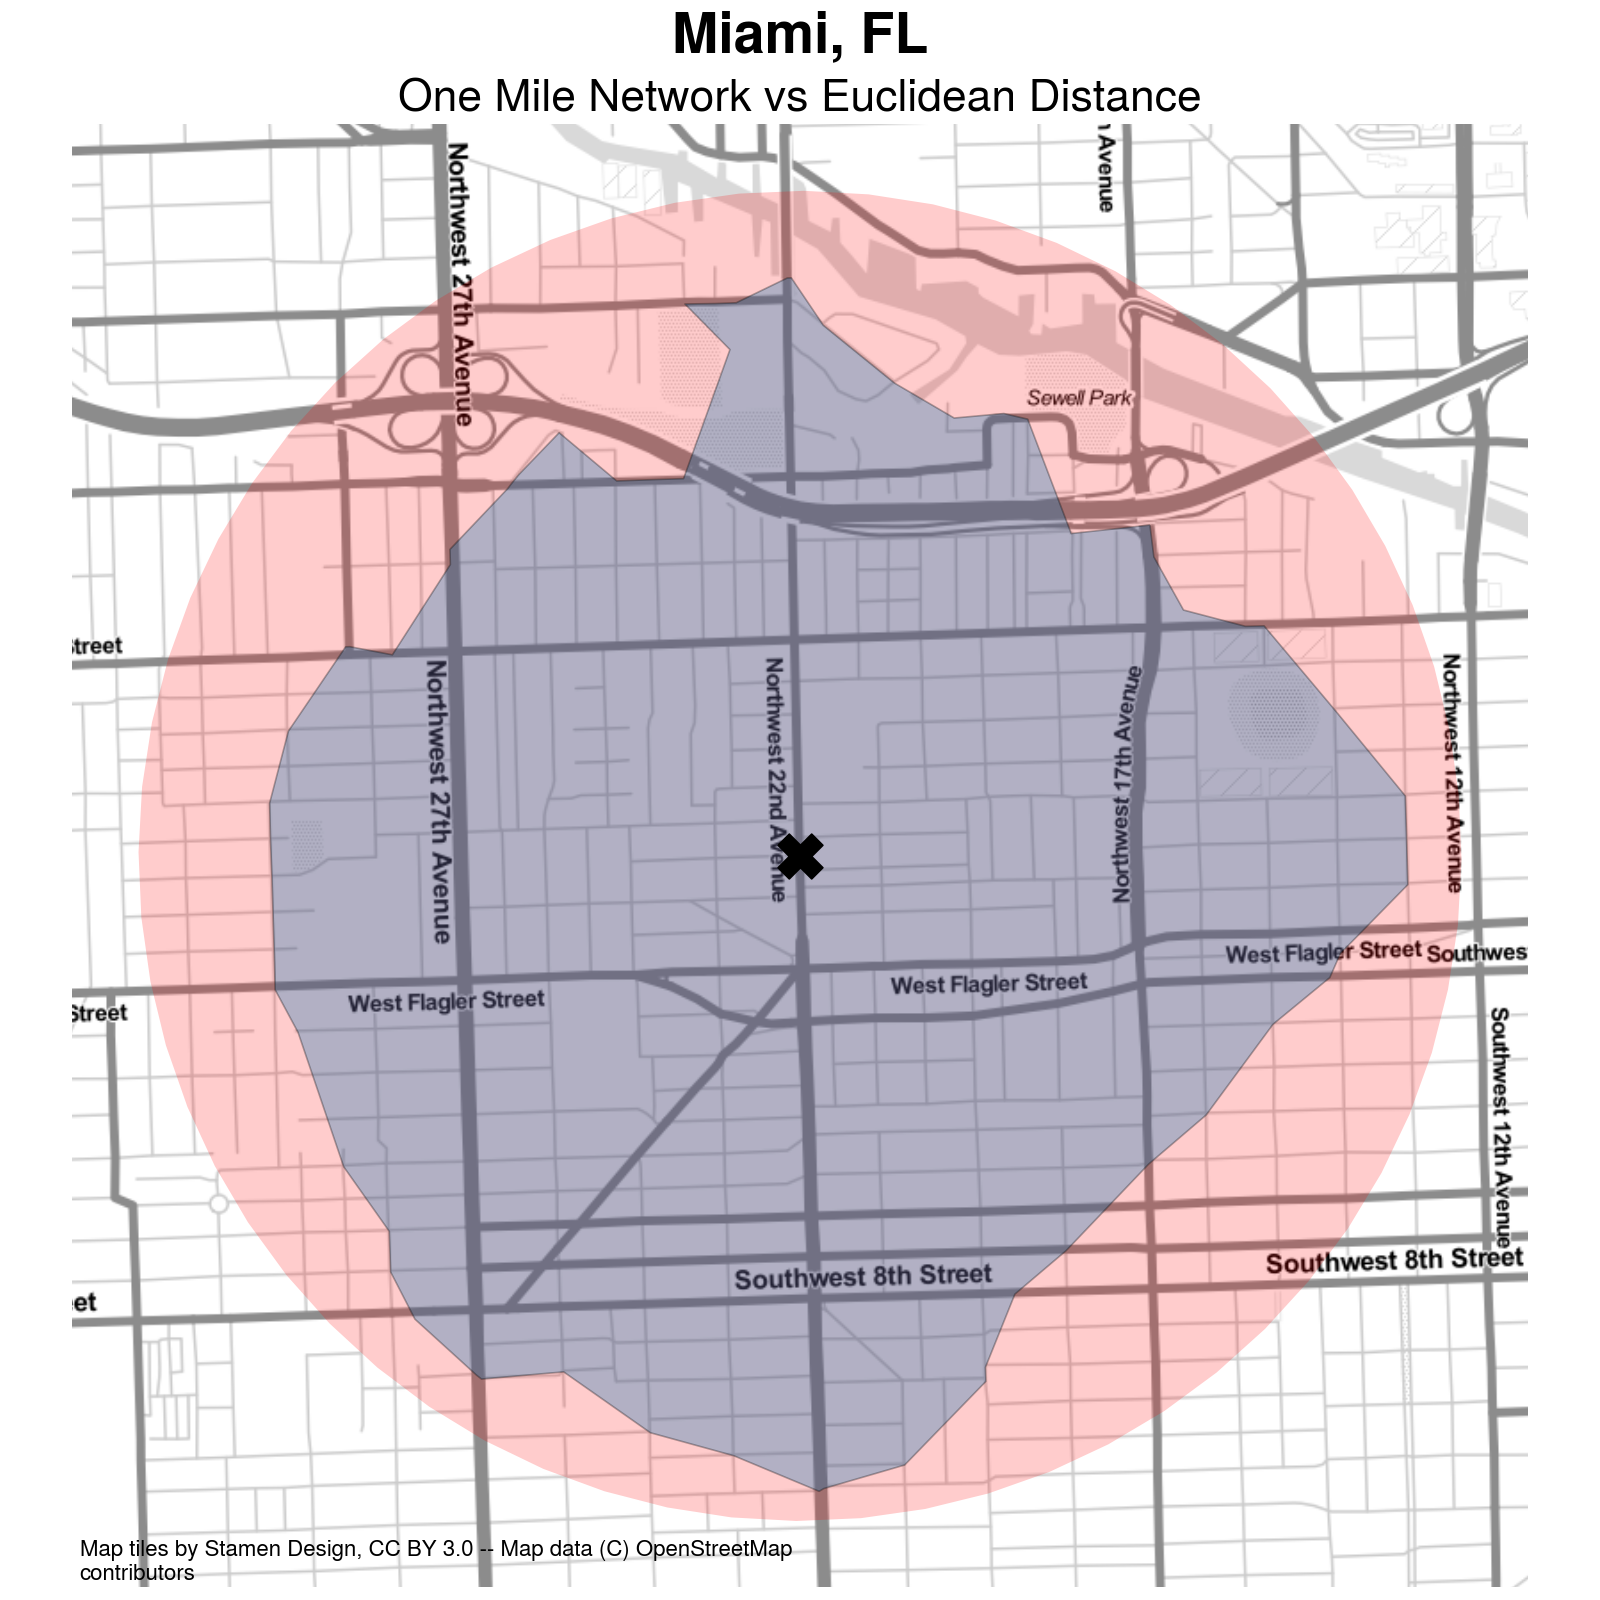 Miami, FL
One Mile Network vs Euclidean Distance
Northwest 27th Avenue
Avenue
Sewell Park
Street
Northwest 27th Avenue
Northwest 22nd Avenue
Northwest 17th Avenue
Northwest 12th Avenue
West Flagler Street
Southwes
West Flagler Street
West Flagler Street
Street
Southwest 12th Avenue
Southwest 8th Street
Southwest 8th Street
et
Map tiles by Stamen Design, CC BY 3.0 -- Map data (C) OpenStreetMap
contributors